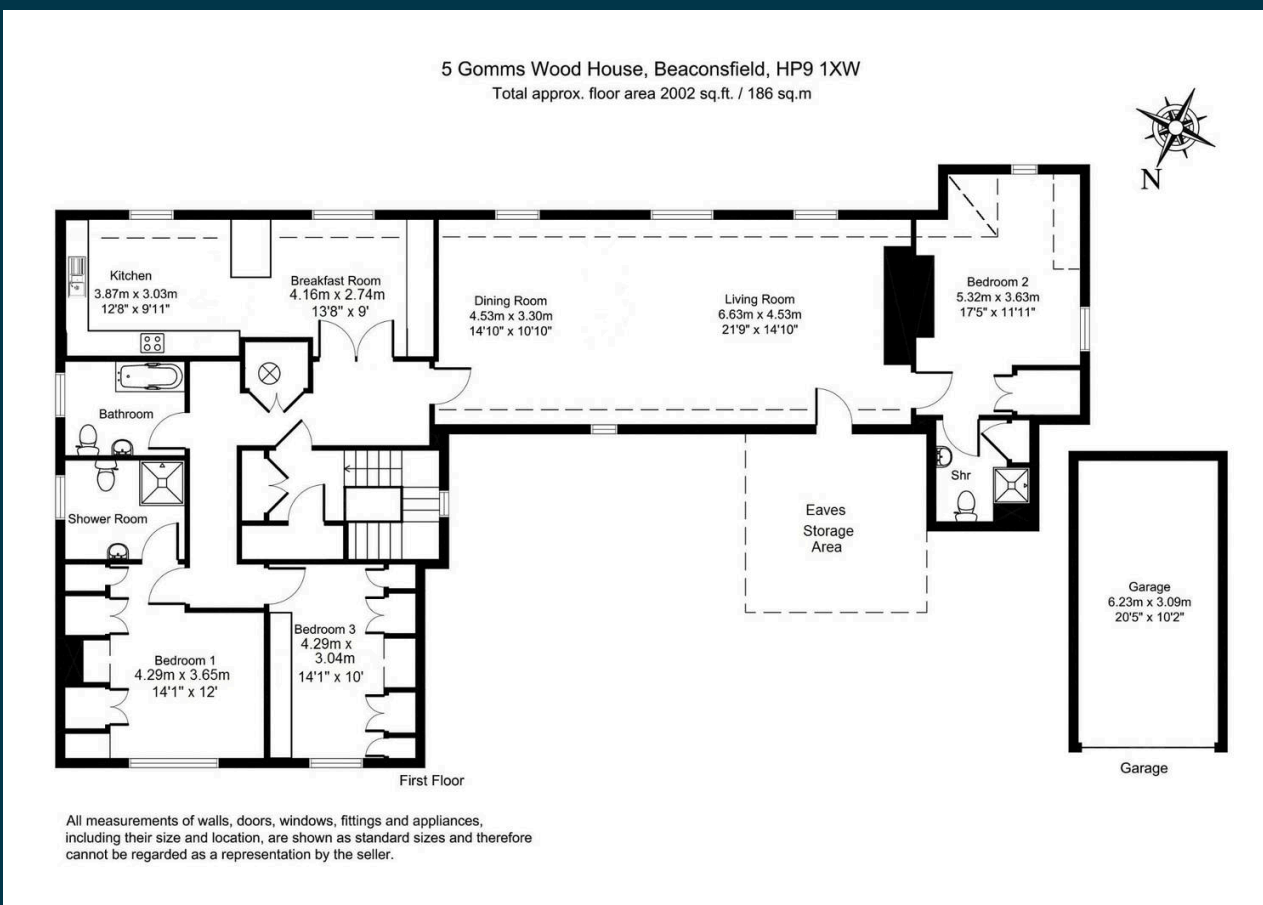 5 Gomms Wood House, Beaconsfield, HP9 1XW
Total approx. floor area 2002 sq.ft. / 186 sq.m
N
Kitchen
3.87m x 3.03m
12'8" x 9'11"
Breakfast Room
4.16m x 2.74m
13'8" x 9'
Dining Room
4.53m x 3.30m
14'10" x 10'10"
Living Room
6.63m x 4.53m
21'9" x 14'10"
Bedroom 2
5.32m x 3.63m
17'5" x 11'11"
Bathroom
Shower Room
Shr
Eaves
Storage
Area
Bedroom 1
4.29m x 3.65m
14'1" x 12'
Bedroom 3
4.29m x
3.04m
14'1" x 10'
Garage
6.23m x 3.09m
20'5" x 10'2"
Garage
First Floor
All measurements of walls, doors, windows, fittings and appliances,
including their size and location, are shown as standard sizes and therefore
cannot be regarded as a representation by the seller.